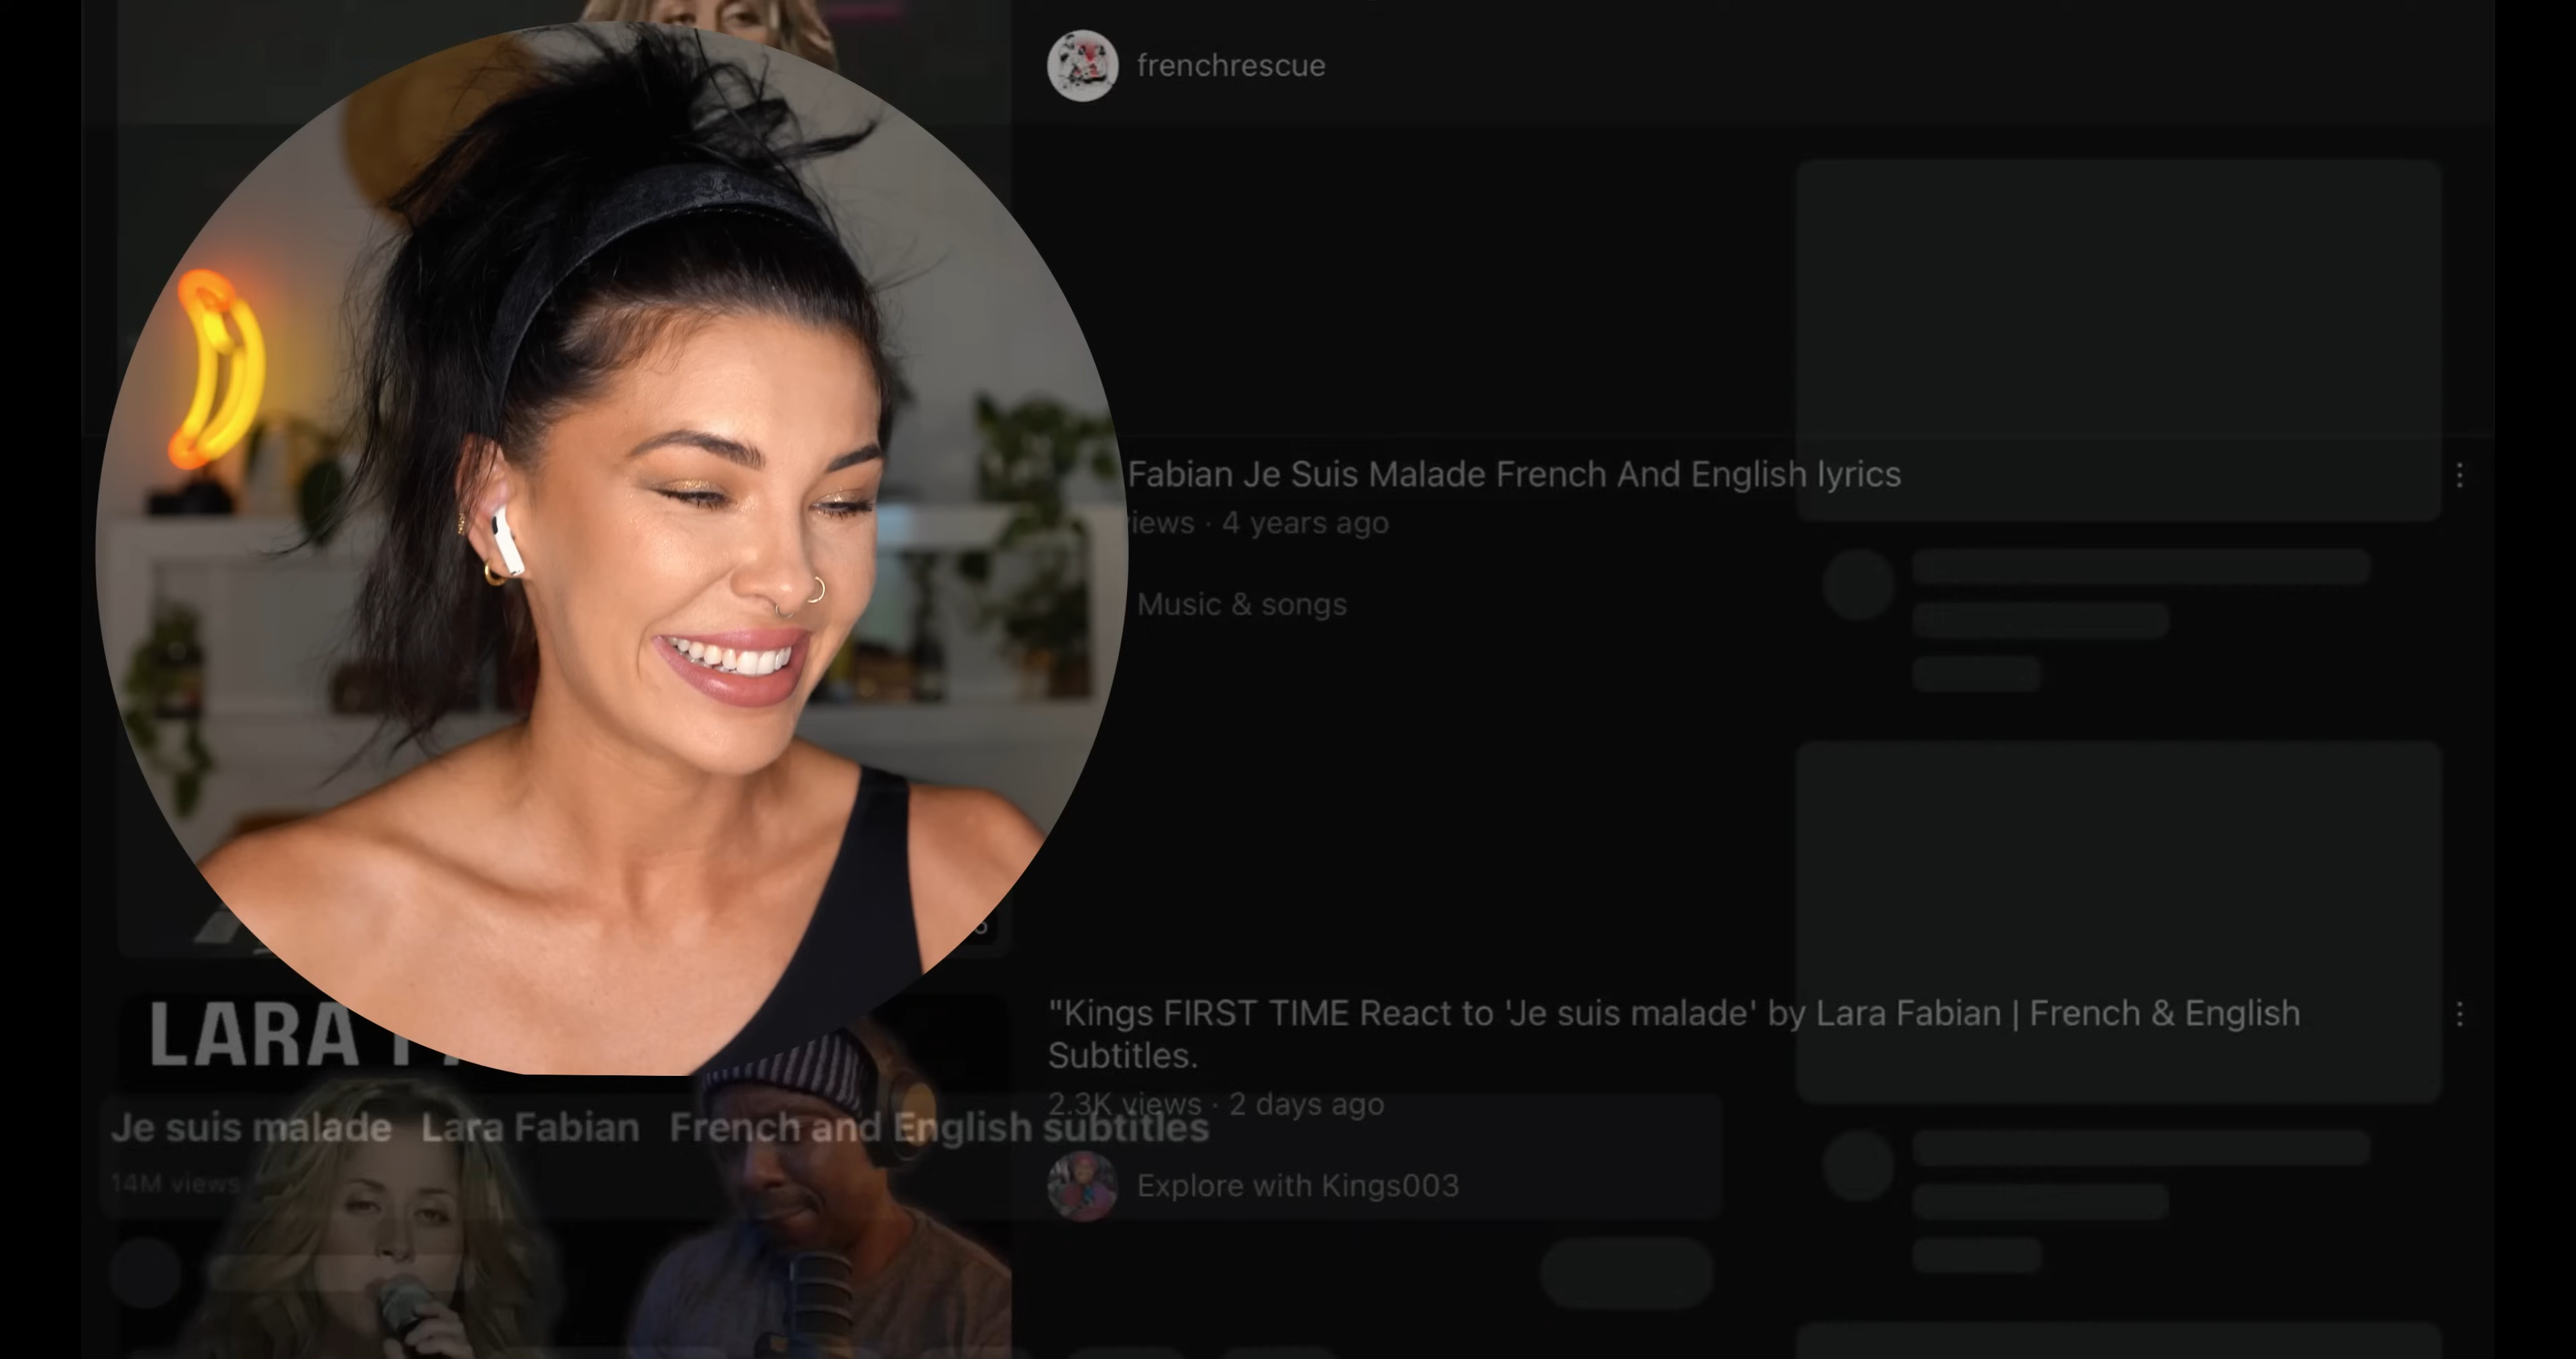 frenchrescue
Fabian Je Suis Malade French And English lyrics
views · 4 years ago
Music & songs
LARA FA
"Kings FIRST TIME React to 'Je suis malade' by Lara Fabian | French & English
Subtitles.
2.3K views · 2 days ago
Je suis malade Lara Fabian French and English subtitles
14M views
Explore with Kings003